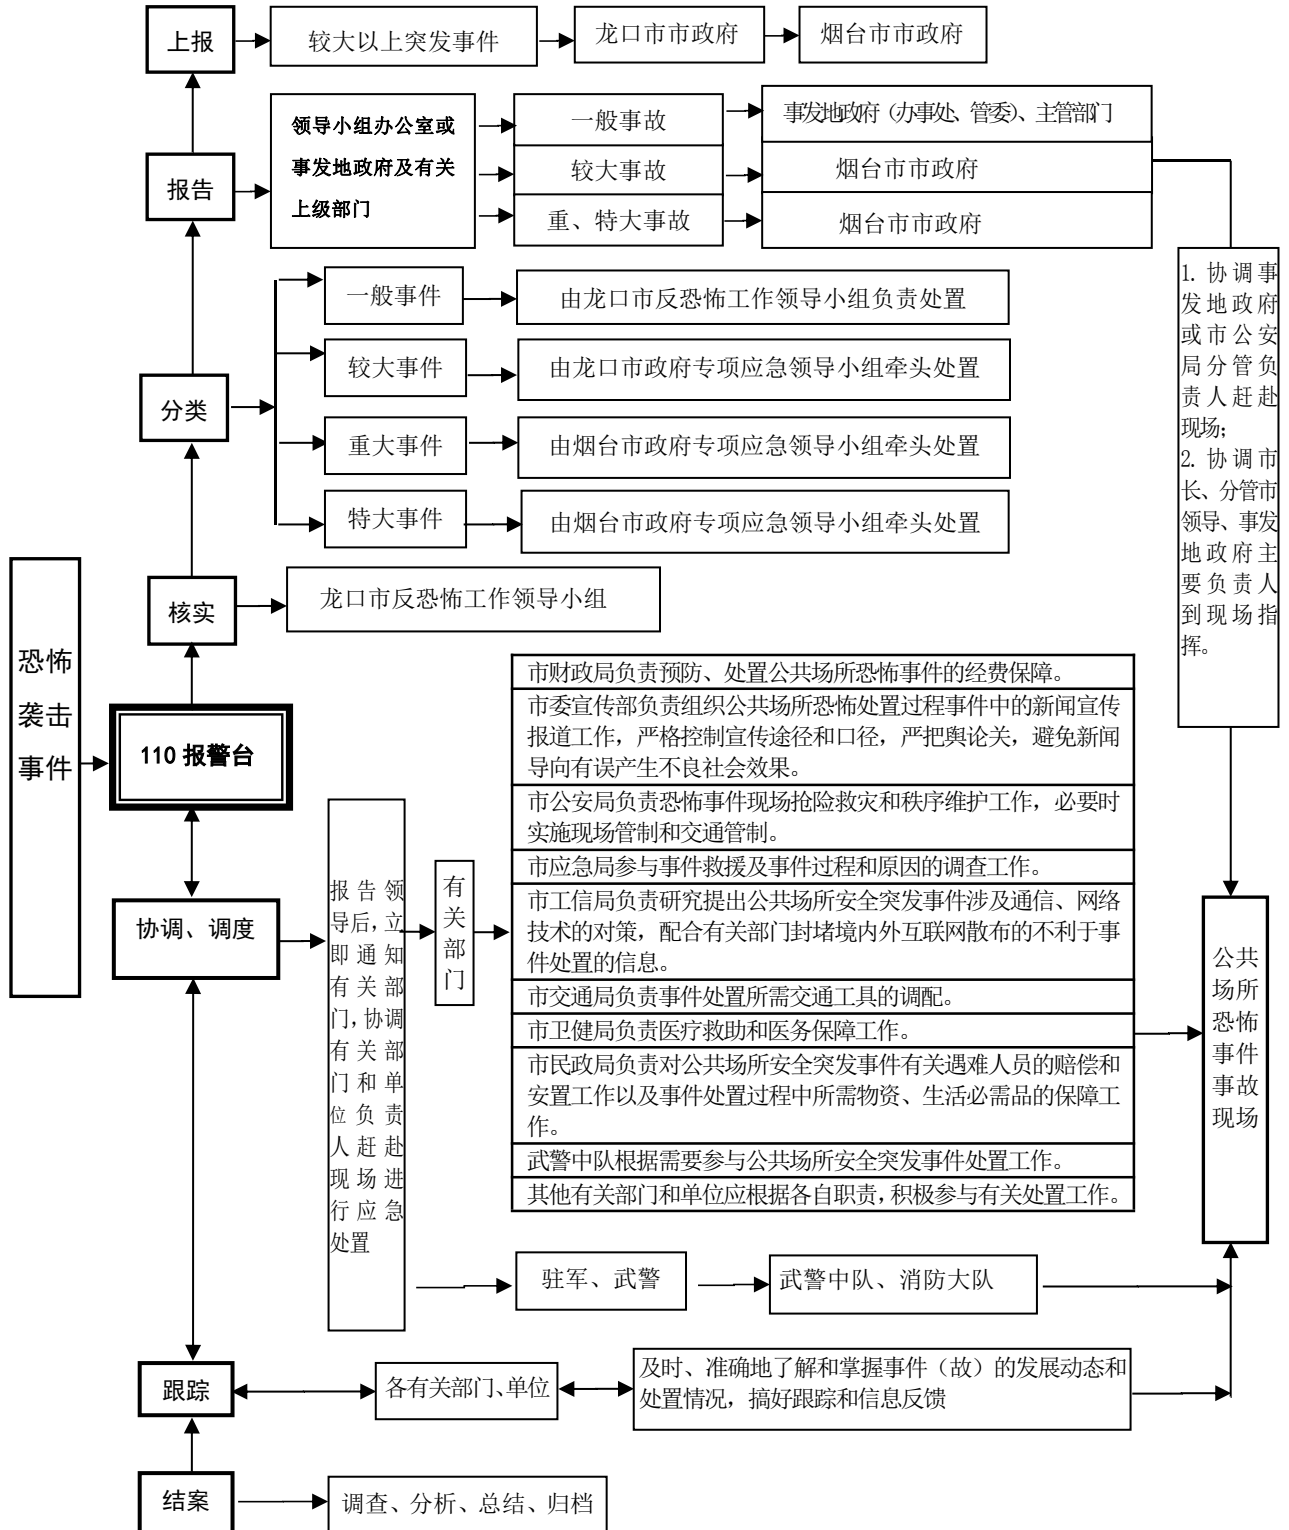 上报
较大以上突发事件
龙口市市政府
烟台市市政府
报告
领导小组办公室或
事发地政府及有关
上级部门
一般事故
事发地政府（办事处、管委）、主管部门
较大事故
烟台市市政府
重、特大事故
烟台市市政府
1. 协调事
发地政府
或市公安
局分管负
责人赶赴
现场;
2. 协调市
长、分管市
领导、事发
地政府主
要负责人
到现场指
挥。
分类
一般事件
由龙口市反恐怖工作领导小组负责处置
较大事件
由龙口市政府专项应急领导小组牵头处置
重大事件
由烟台市政府专项应急领导小组牵头处置
特大事件
由烟台市政府专项应急领导小组牵头处置
核实
龙口市反恐怖工作领导小组
恐怖
袭击
事件
110 报警台
协调、调度
报告领
导后，立
即通知
有关部
门，协调
有关部
门和单
位负责
人赶赴
现场进
行应急
处置
有
关
部
门
市财政局负责预防、处置公共场所恐怖事件的经费保障。
市委宣传部负责组织公共场所恐怖处置过程事件中的新闻宣传
报道工作，严格控制宣传途径和口径，严把舆论关，避免新闻
导向有误产生不良社会效果。
市公安局负责恐怖事件现场抢险救灾和秩序维护工作，必要时
实施现场管制和交通管制。
市应急局参与事件救援及事件过程和原因的调查工作。
市工信局负责研究提出公共场所安全突发事件涉及通信、网络
技术的对策，配合有关部门封堵境内外互联网散布的不利于事
件处置的信息。
市交通局负责事件处置所需交通工具的调配。
市卫健局负责医疗救助和医务保障工作。
市民政局负责对公共场所安全突发事件有关遇难人员的赔偿和
安置工作以及事件处置过程中所需物资、生活必需品的保障工
作。
武警中队根据需要参与公共场所安全突发事件处置工作。
其他有关部门和单位应根据各自职责，积极参与有关处置工作。
公共
场所
恐怖
事件
事故
现场
驻军、武警
武警中队、消防大队
跟踪
各有关部门、单位
及时、准确地了解和掌握事件（故）的发展动态和
处置情况，搞好跟踪和信息反馈
结案
调查、分析、总结、归档